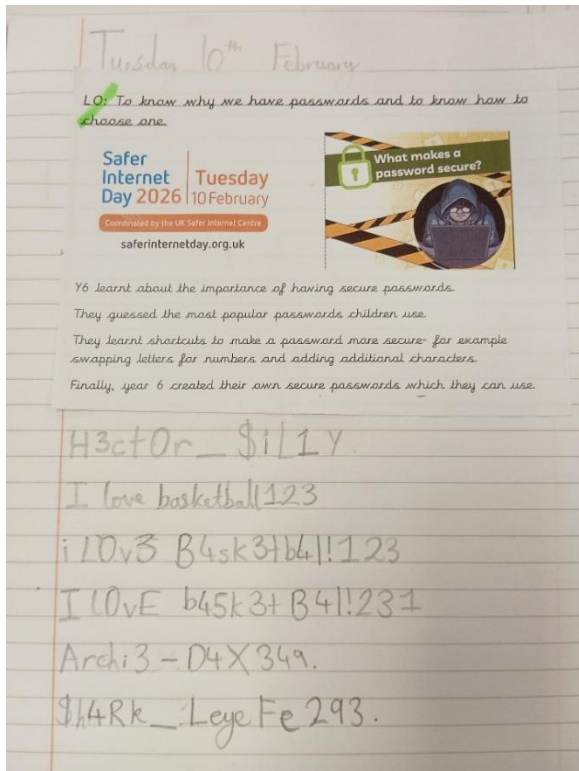 Tuesday 10th February
LO: To know why we have passwords and to know how to
choose one.
Safer
Internet
Day 2026
Tuesday
10 February
Coordinated by the UK Safer Internet Centre
saferinternetday.org.uk
What makes a
password secure?
Y6 learnt about the importance of having secure passwords.
They guessed the most popular passwords children use.
They learnt shortcuts to make a password more secure- for example
swapping letters for numbers and adding additional characters.
Finally, year 6 created their own secure passwords which they can use.
H3ctOr_$iL1Y.
I love basketball123
iLOv3 B4sk3tb4l!123
I lOvE b45k3t B4l!231
Archi3-D4X349.
$h4Rk_LeyeFe293.